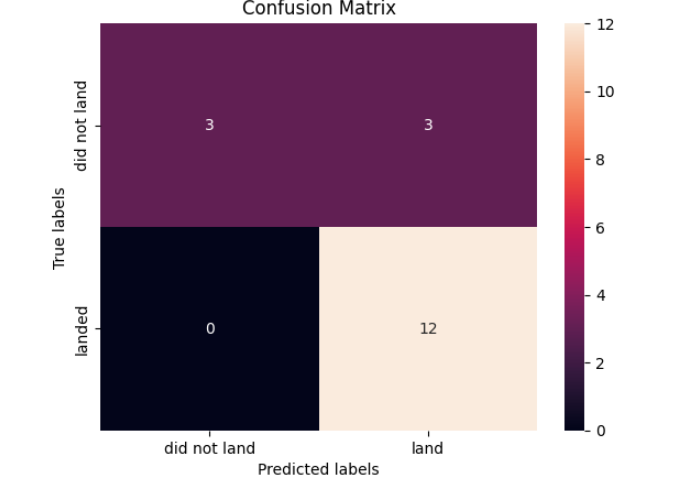 Confusion Matrix
True labels
did not land
landed
3
3
0
12
did not land
land
Predicted labels
12
10
8
6
4
2
0